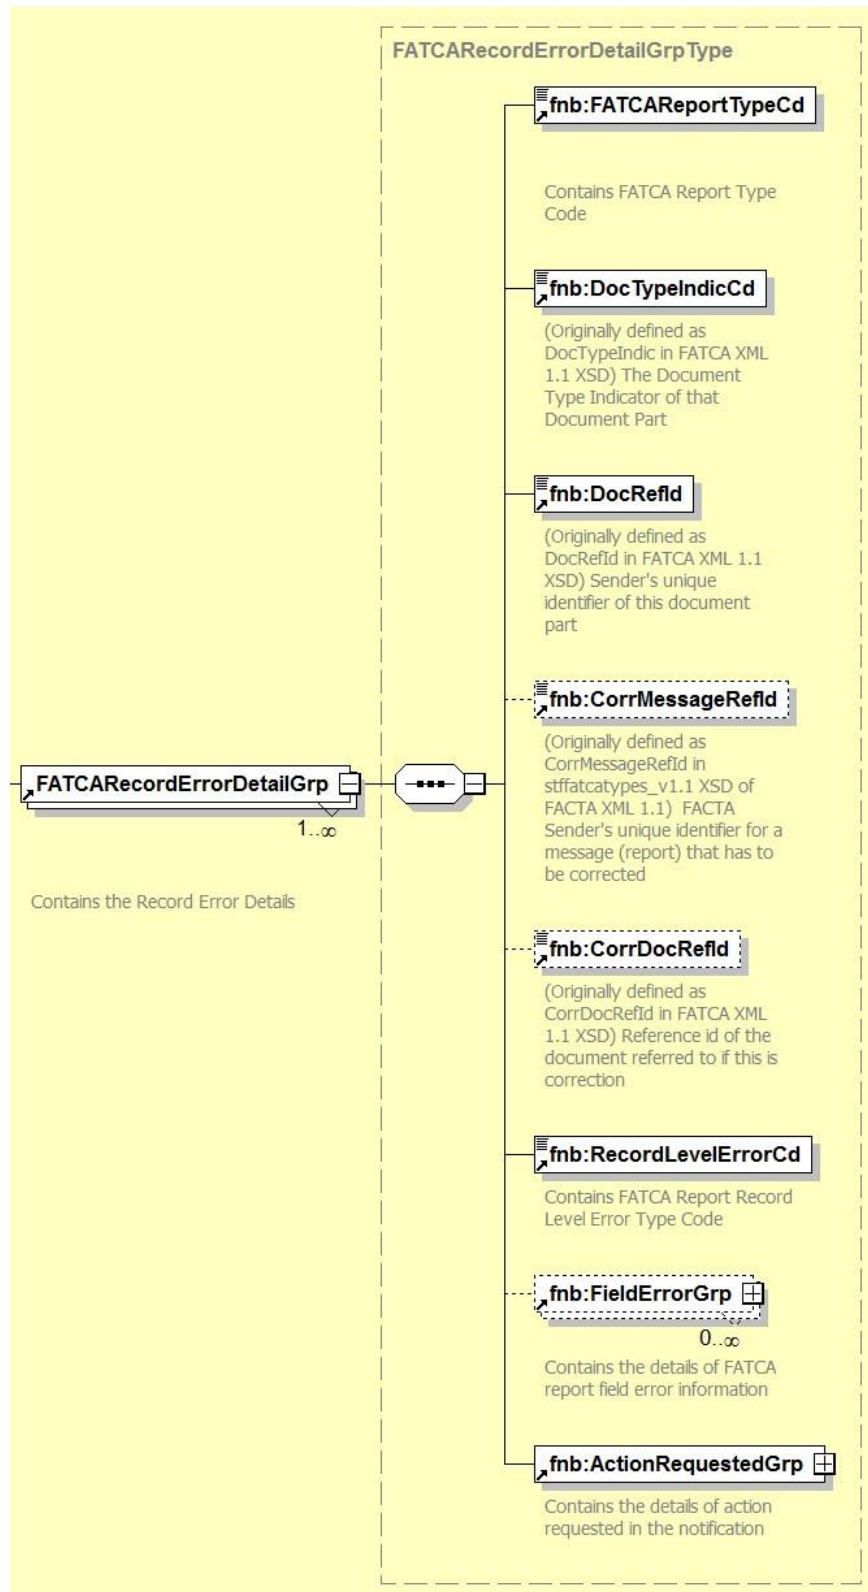 FATCARecordErrorDetailGrpType
fnb:FATCAReportTypeCd
Contains FATCA Report Type
Code
fnb:DocTypeIndicCd
(Originally defined as
DocTypeIndic in FATCA XML
1.1 XSD) The Document
Type Indicator of that
Document Part
fnb:DocRefId
(Originally defined as
DocRefId in FATCA XML 1.1
XSD) Sender's unique
identifier of this document
part
fnb:CorrMessageRefId
(Originally defined as
CorrMessageRefId in
stffatcatypes_v1.1 XSD of
FACTA XML 1.1)  FACTA
Sender's unique identifier for a
message (report) that has to
be corrected
FATCARecordErrorDetailGrp
1..∞
Contains the Record Error Details
fnb:CorrDocRefId
(Originally defined as
CorrDocRefId in FATCA XML
1.1 XSD) Reference id of the
document referred to if this is
correction
fnb:RecordLevelErrorCd
Contains FATCA Report Record
Level Error Type Code
fnb:FieldErrorGrp
0..∞
Contains the details of FATCA
report field error information
fnb:ActionRequestedGrp
Contains the details of action
requested in the notification